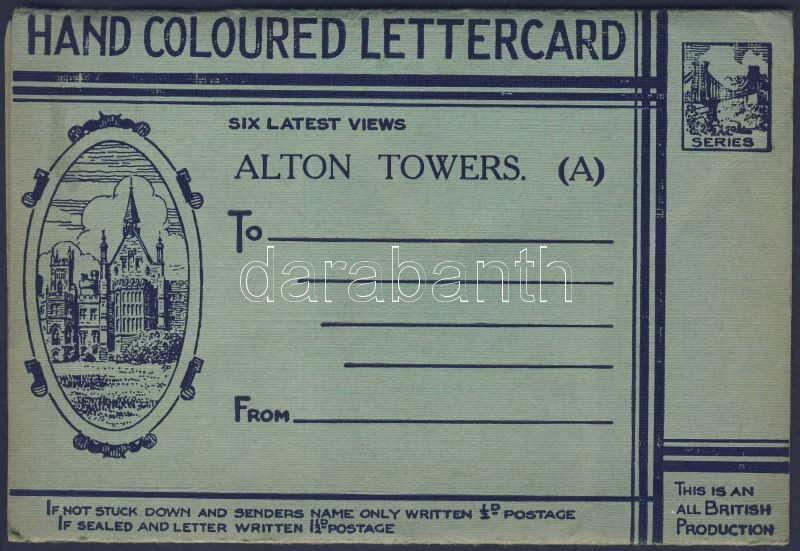 HAND COLOURED LETTERCARD
SERIES
SIX LATEST VIEWS
ALTON TOWERS. (A)
To
darabanth
FROM
IF NOT STUCK DOWN AND SENDERS NAME ONLY WRITTEN ½D POSTAGE
IF SEALED AND LETTER WRITTEN 1½D POSTAGE
THIS IS AN
ALL BRITISH
PRODUCTION